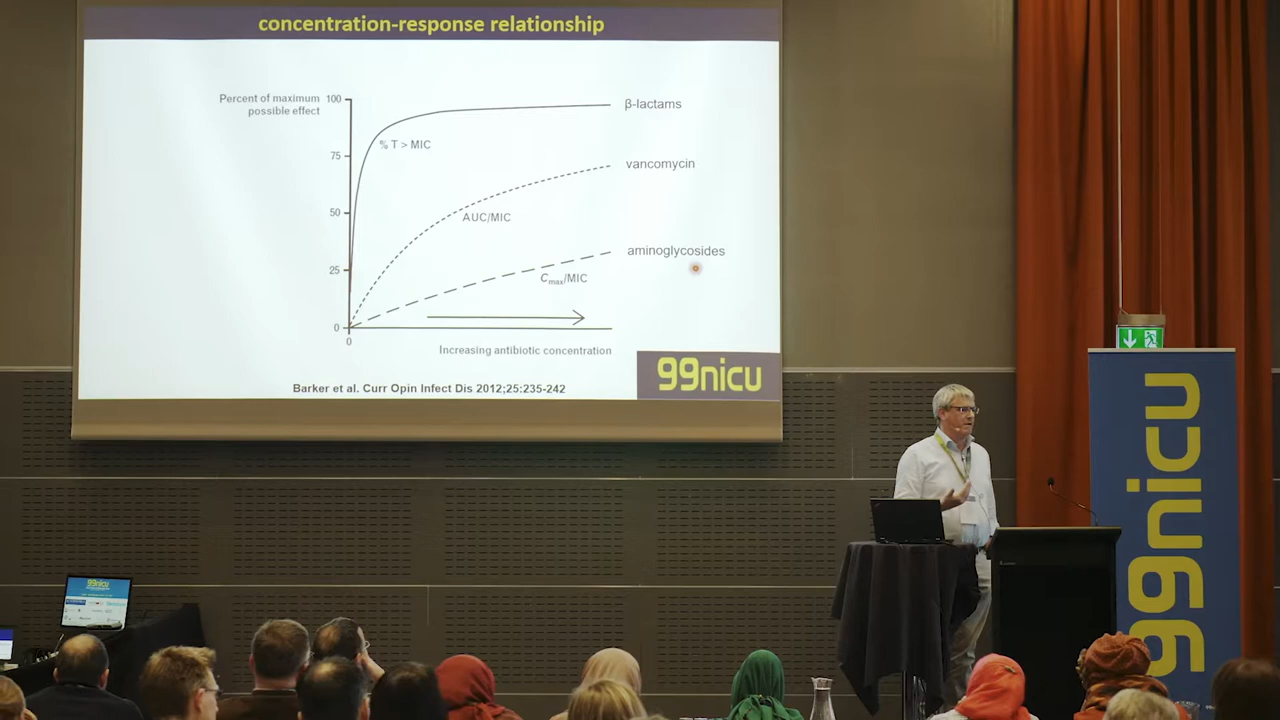 concentration-response relationship
Percent of maximum
possible effect
100
75
50
25
0
0
% T > MIC
AUC/MIC
Cmax/MIC
β-lactams
vancomycin
aminoglycosides
Increasing antibiotic concentration
Barker et al. Curr Opin Infect Dis 2012;25:235-242
99nicu
99nicu
99nicu